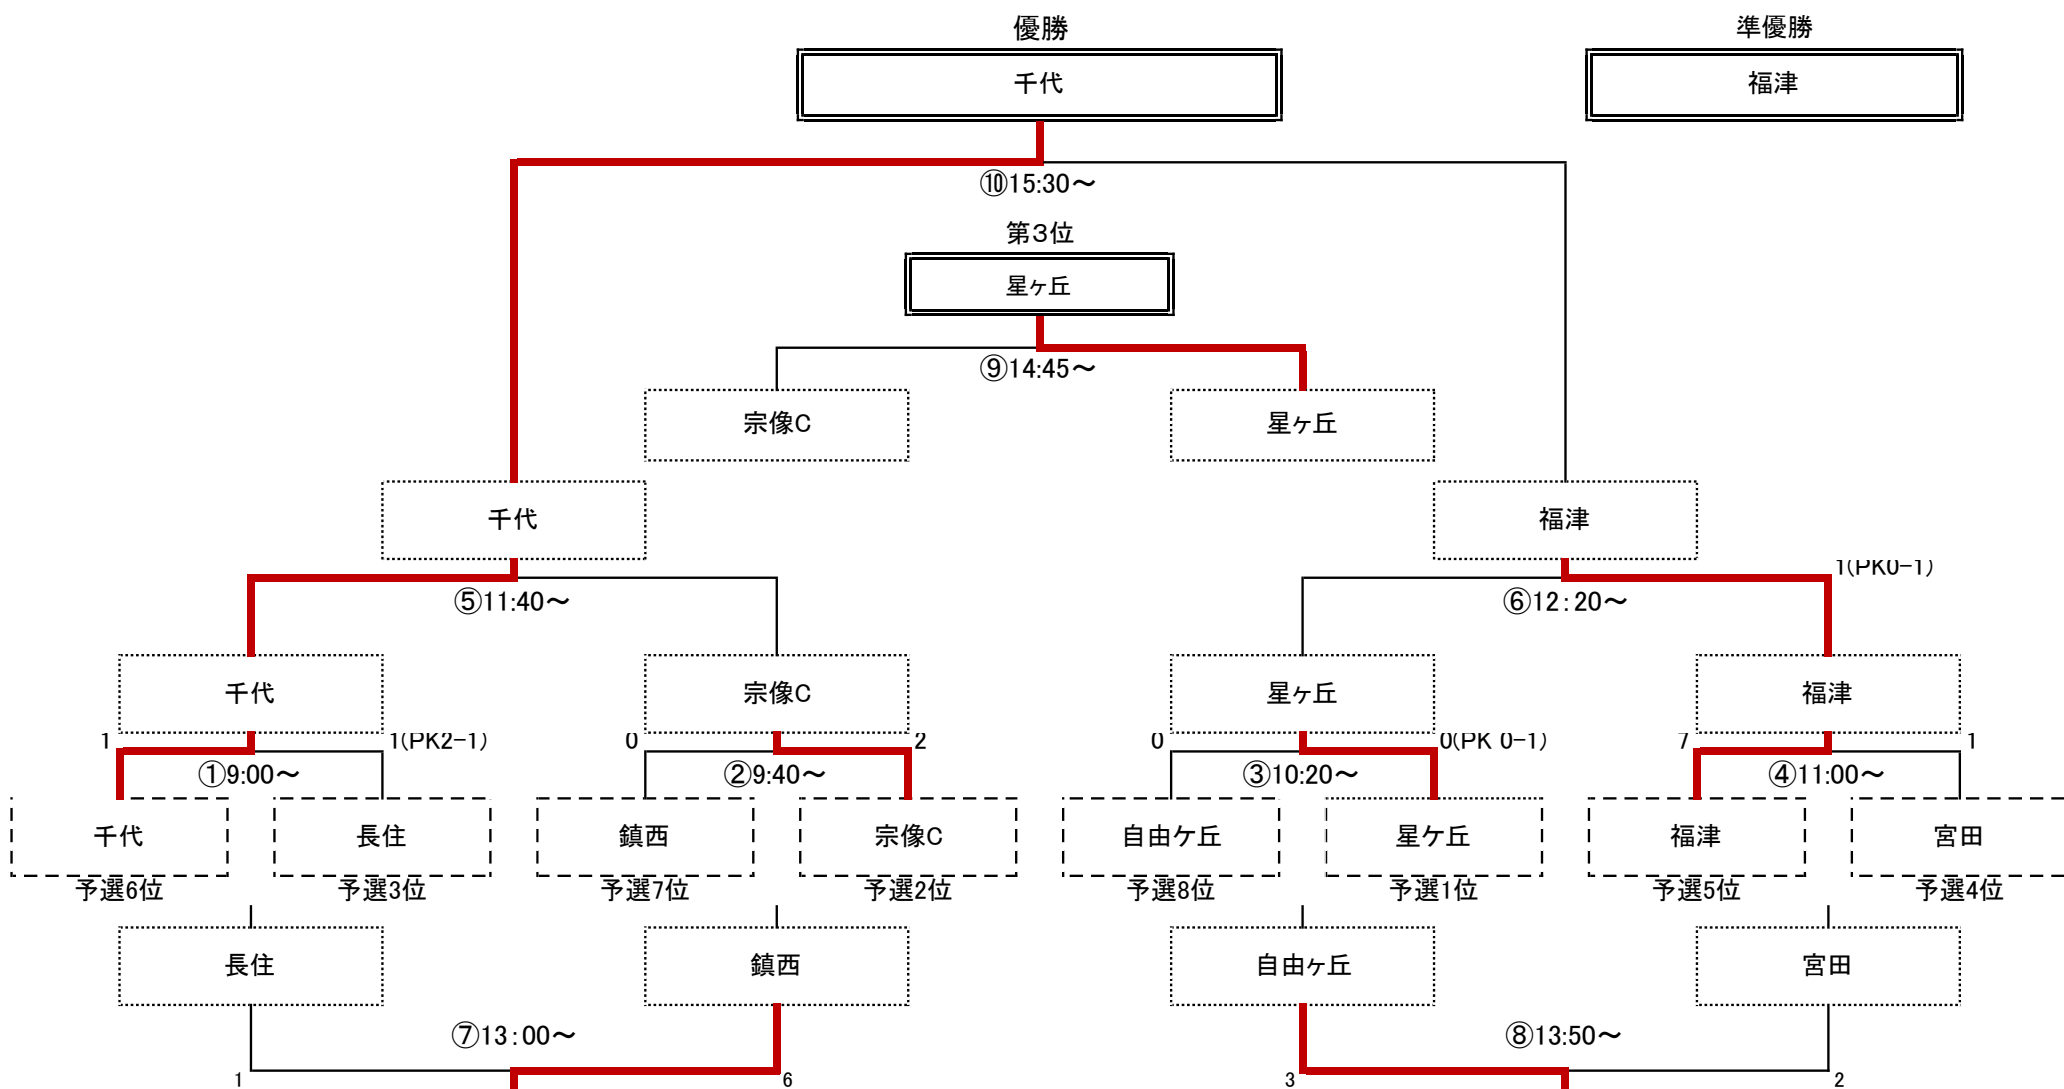 優勝
準優勝
千代
福津
⑩15:30～
第3位
星ヶ丘
⑨14:45～
宗像C
星ヶ丘
千代
福津
1(PK0-1)
⑤11:40～
⑥12:20～
千代
宗像C
星ヶ丘
福津
1
1(PK2-1)
0
2
0
0(PK 0-1)
7
1
①9:00～
②9:40～
③10:20～
④11:00～
千代
長住
鎮西
宗像C
自由ケ丘
星ケ丘
福津
宮田
予選6位
予選3位
予選7位
予選2位
予選8位
予選1位
予選5位
予選4位
長住
鎮西
自由ヶ丘
宮田
⑦13:00～
⑧13:50～
1
6
3
2